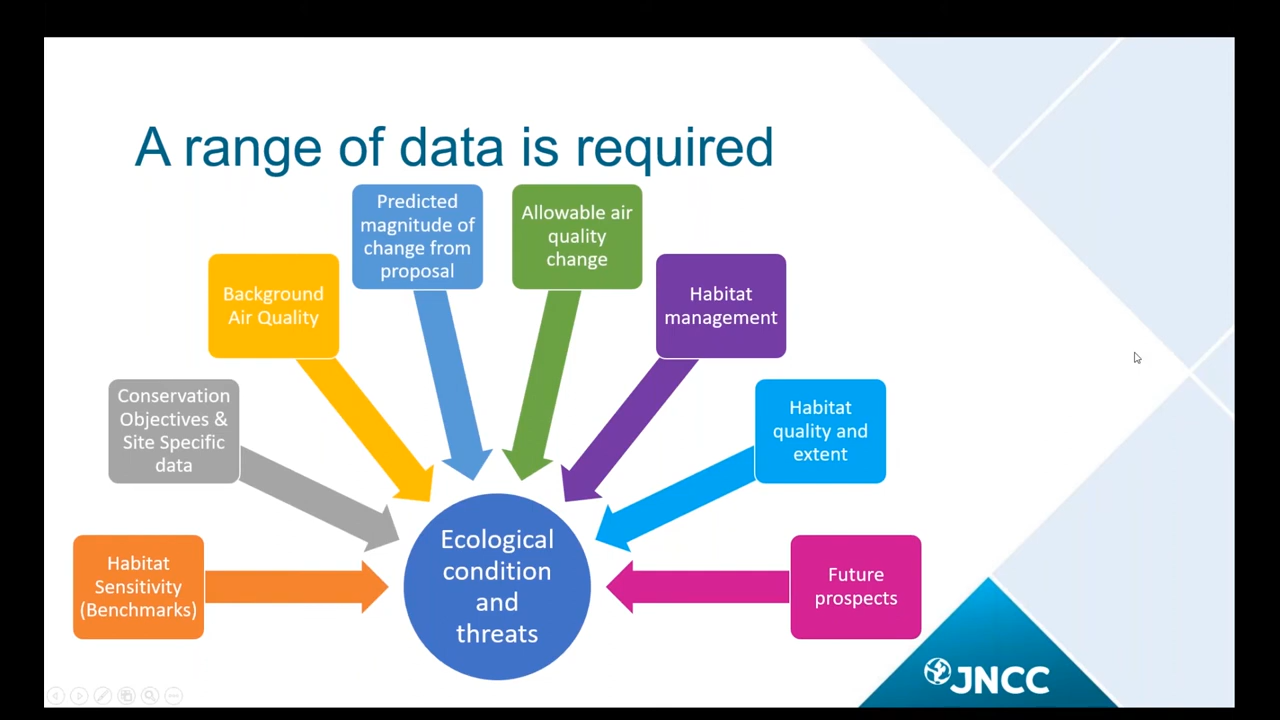 A range of data is required
Predicted
magnitude of
change from
proposal
Allowable air
quality
change
Background
Air Quality
Habitat
management
Conservation
Objectives &
Site Specific
data
Habitat
quality and
extent
Habitat
Sensitivity
(Benchmarks)
Ecological
condition
and
threats
Future
prospects
JNCC